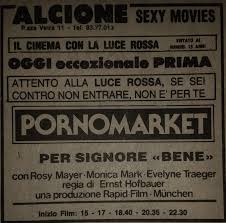 ALCIONE SEXY MOVIES
P.zza Vetra 11 - Tel. 83.77.013
IL CINEMA CON LA LUCE ROSSA
VIETATO AI MINORI 18 ANNI
OGGI eccezionale PRIMA
ATTENTO ALLA LUCE ROSSA, SE SEI
CONTRO NON ENTRARE, NON E' PER TE
PORNOMARKET
PER SIGNORE «BENE»
con Rosy Mayer - Monica Mark - Evelyne Traeger
regia di Ernst Hofbauer
una produzione Rapid-Film - München
Inizio Film: 15 - 17 - 18.40 - 20.35 - 22.30